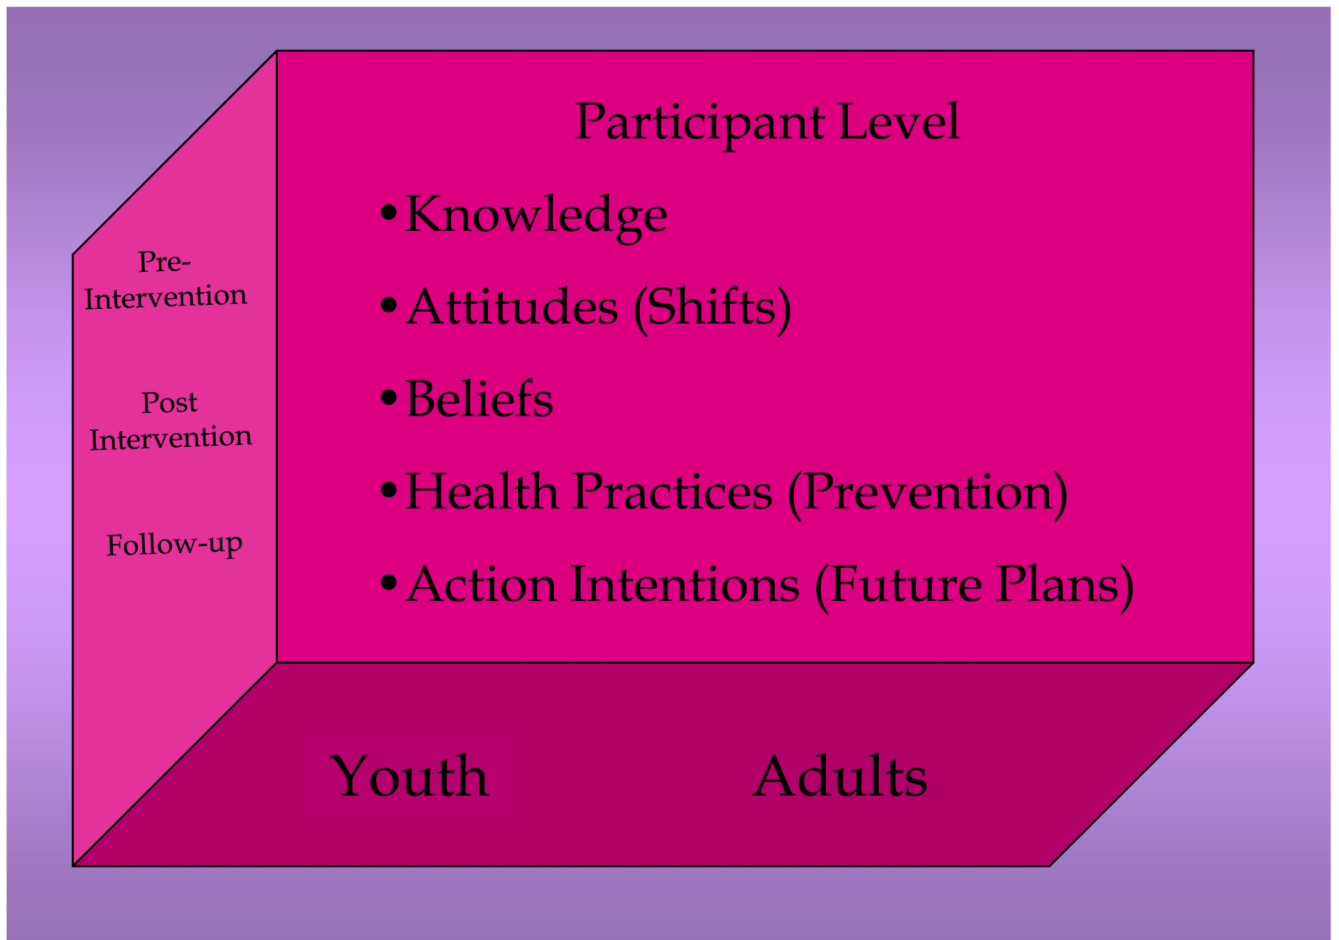 Participant Level
•Knowledge
•Attitudes (Shifts)
•Beliefs
•Health Practices (Prevention)
•Action Intentions (Future Plans)
Pre-
Intervention
Post
Intervention
Follow-up
Youth
Adults